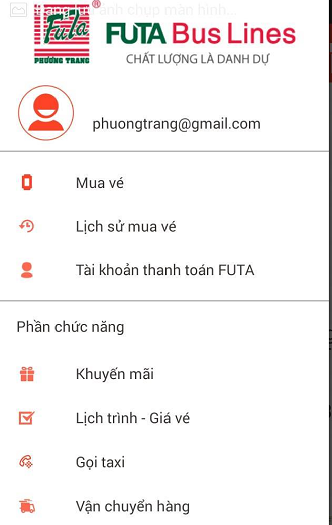 Futa
®
PHƯƠNG TRANG
FUTA Bus Lines
CHẤT LƯỢNG LÀ DANH DỰ
phuongtrang@gmail.com
Mua vé
Lịch sử mua vé
Tài khoản thanh toán FUTA
Phần chức năng
Khuyến mãi
Lịch trình - Giá vé
Gọi taxi
Vận chuyển hàng